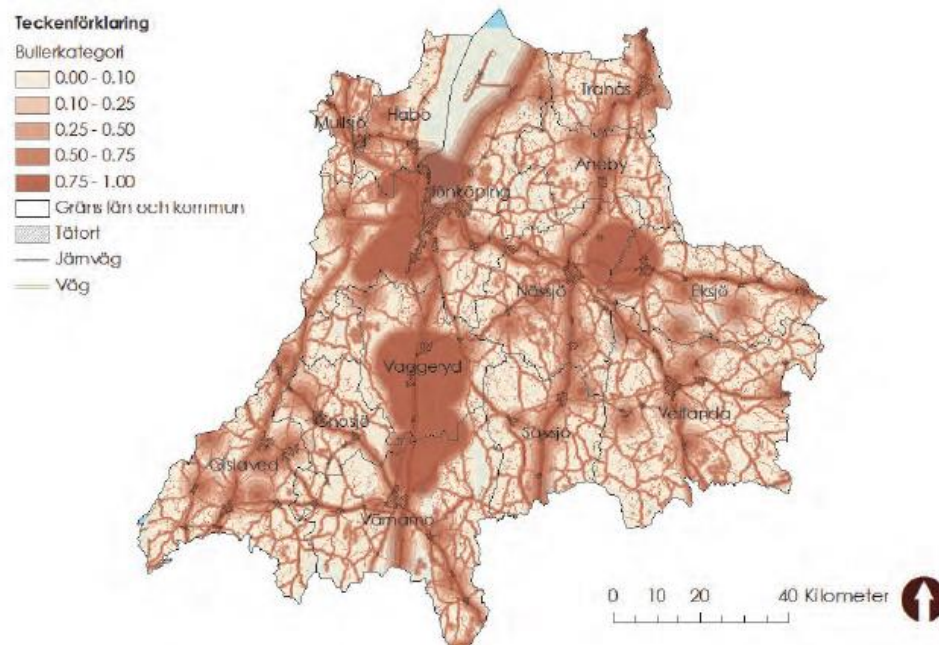 Teckenförklaring
Bullerkategori
0.00 - 0.10
0.10 - 0.25
0.25 - 0.50
0.50 - 0.75
0.75 - 1.00
Gräns län och kommun
Tätort
Järnväg
Väg
Tranås
Habo
Mullsjö
Aneby
Jönköping
Nässjö
Eksjö
Vaggeryd
Vetlanda
Gnosjö
Sävsjö
Gislaved
Värnamo
0 10 20 40 Kilometer